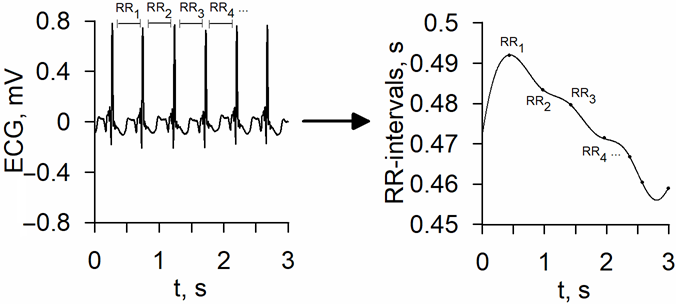 RR1 RR2 RR3 RR4 ...
0.8
0.4
0
−0.4
−0.8
ECG, mV
0 1 2 3
t, s
0.5
0.49
0.48
0.47
0.46
0.45
RR-intervals, s
RR1
RR2
RR3
RR4 ...
0 1 2 3
t, s